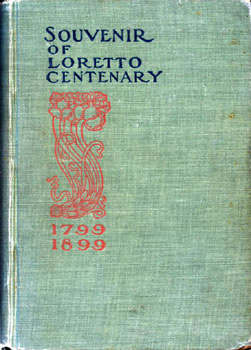 SOUVENIR
OF
LORETTO
CENTENARY
1799
1899